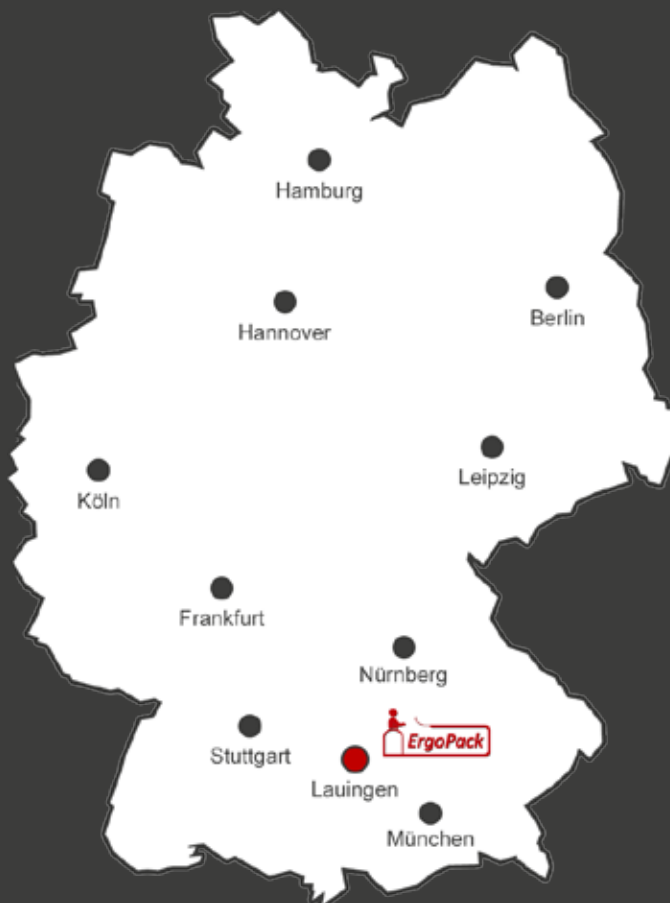 Hamburg
Hannover
Berlin
Leipzig
Köln
Frankfurt
Nürnberg
Stuttgart
ErgoPack
Lauingen
München